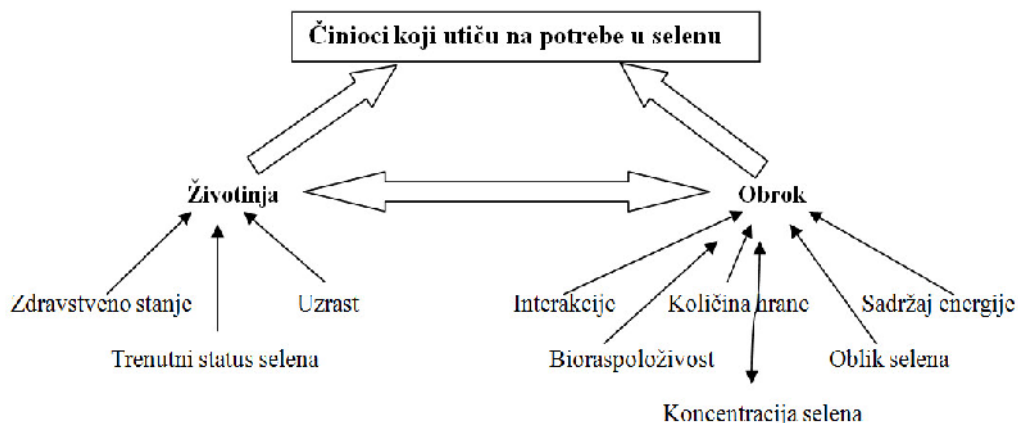 Činioci koji utiču na potrebe u selenu
Životinja
Obrok
Zdravstveno stanje
Uzrast
Interakcije
Količina hrane
Sadržaj energije
Trenutni status selena
Bioraspoloživost
Oblik selena
Koncentracija selena